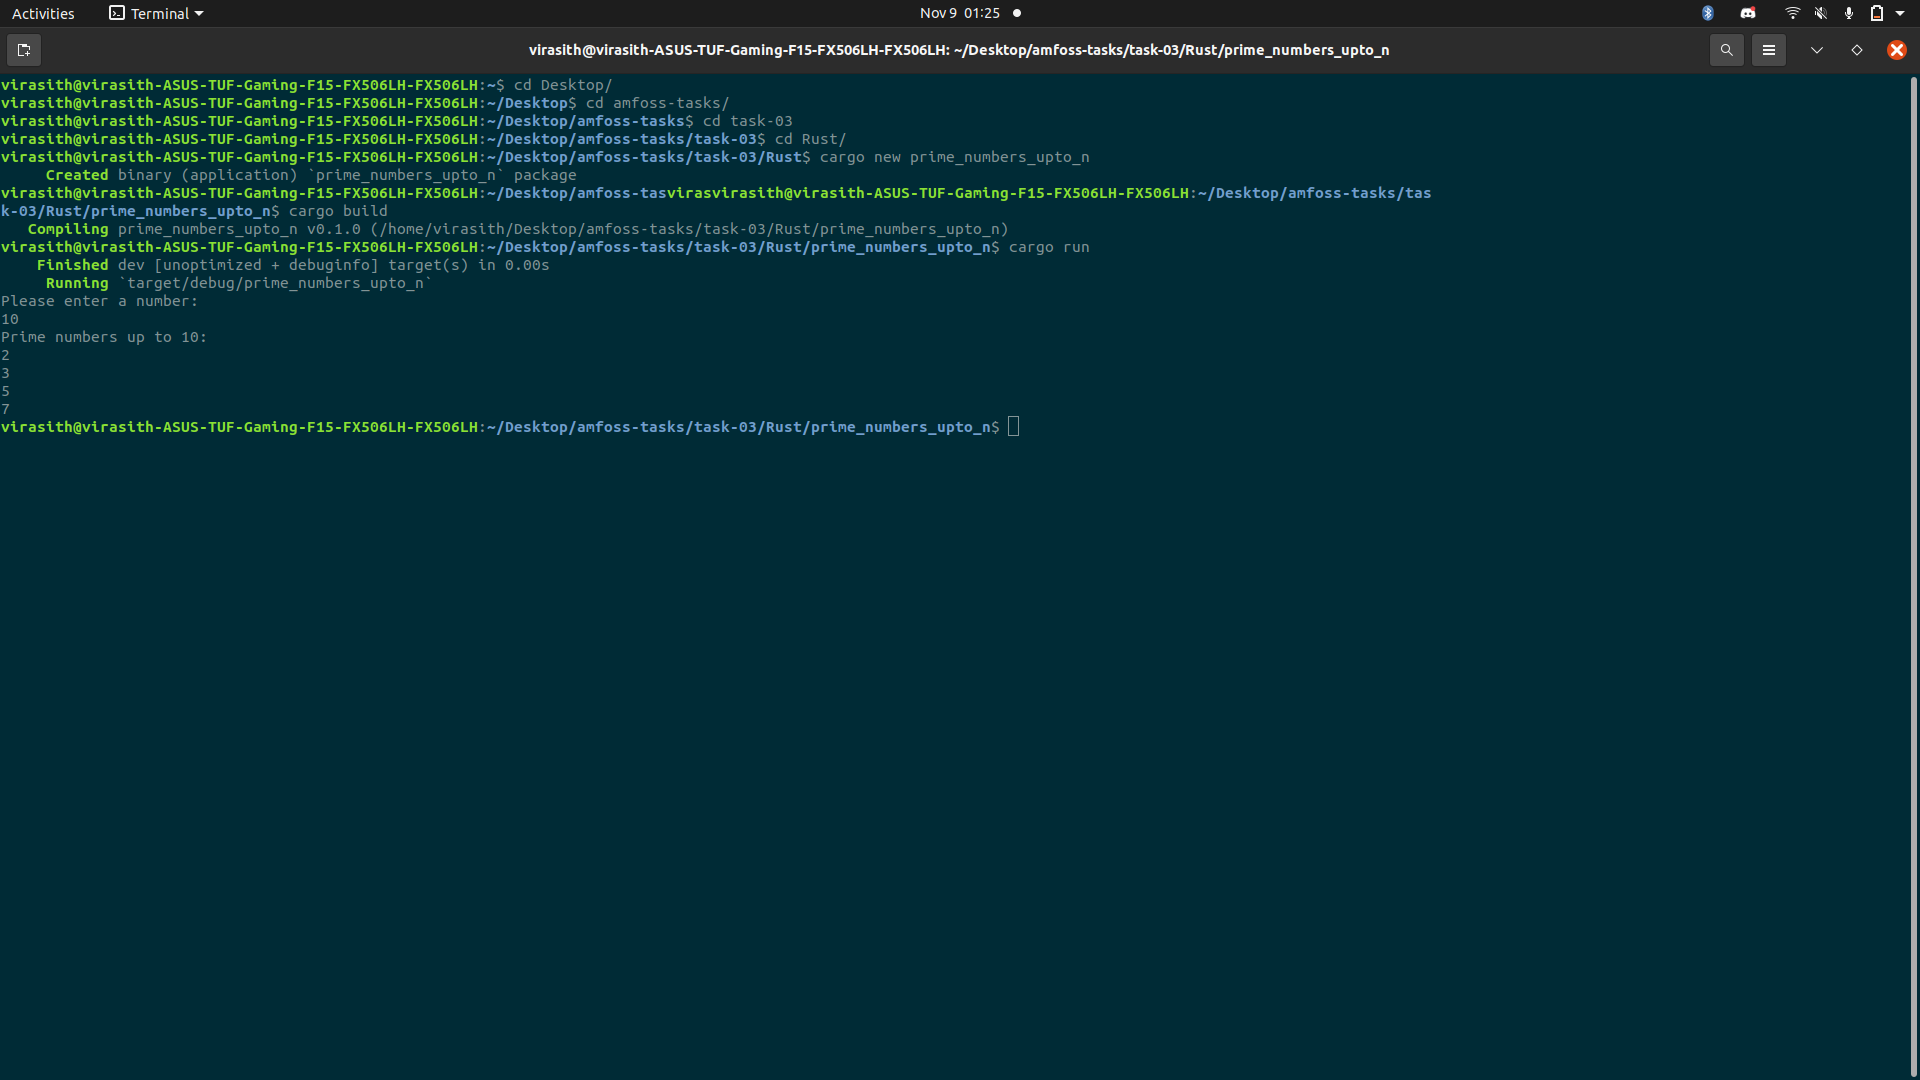 Activities Terminal Nov 9 01:25
virasith@virasith-ASUS-TUF-Gaming-F15-FX506LH-FX506LH: ~/Desktop/amfoss-tasks/task-03/Rust/prime_numbers_upto_n
virasith@virasith-ASUS-TUF-Gaming-F15-FX506LH-FX506LH:~$ cd Desktop/
virasith@virasith-ASUS-TUF-Gaming-F15-FX506LH-FX506LH:~/Desktop$ cd amfoss-tasks/
virasith@virasith-ASUS-TUF-Gaming-F15-FX506LH-FX506LH:~/Desktop/amfoss-tasks$ cd task-03
virasith@virasith-ASUS-TUF-Gaming-F15-FX506LH-FX506LH:~/Desktop/amfoss-tasks/task-03$ cd Rust/
virasith@virasith-ASUS-TUF-Gaming-F15-FX506LH-FX506LH:~/Desktop/amfoss-tasks/task-03/Rust$ cargo new prime_numbers_upto_n
     Created binary (application) `prime_numbers_upto_n` package
virasith@virasith-ASUS-TUF-Gaming-F15-FX506LH-FX506LH:~/Desktop/amfoss-tasvirasvirasith@virasith-ASUS-TUF-Gaming-F15-FX506LH-FX506LH:~/Desktop/amfoss-tasks/tas
k-03/Rust/prime_numbers_upto_n$ cargo build
   Compiling prime_numbers_upto_n v0.1.0 (/home/virasith/Desktop/amfoss-tasks/task-03/Rust/prime_numbers_upto_n)
virasith@virasith-ASUS-TUF-Gaming-F15-FX506LH-FX506LH:~/Desktop/amfoss-tasks/task-03/Rust/prime_numbers_upto_n$ cargo run
    Finished dev [unoptimized + debuginfo] target(s) in 0.00s
     Running `target/debug/prime_numbers_upto_n`
Please enter a number:
10
Prime numbers up to 10:
2
3
5
7
virasith@virasith-ASUS-TUF-Gaming-F15-FX506LH-FX506LH:~/Desktop/amfoss-tasks/task-03/Rust/prime_numbers_upto_n$